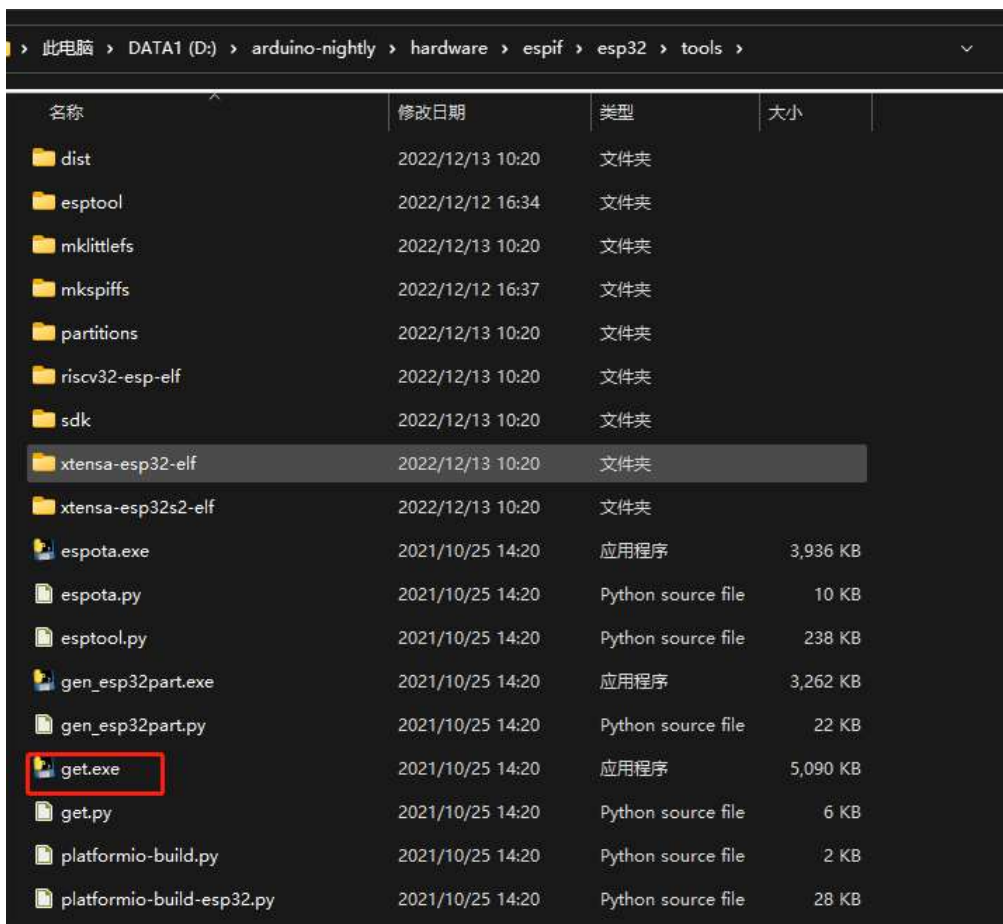 此电脑 > DATA1 (D:) > arduino-nightly > hardware > espif > esp32 > tools >
名称 修改日期 类型 大小
dist 2022/12/13 10:20 文件夹
esptool 2022/12/12 16:34 文件夹
mklittlefs 2022/12/13 10:20 文件夹
mkspiffs 2022/12/12 16:37 文件夹
partitions 2022/12/13 10:20 文件夹
riscv32-esp-elf 2022/12/13 10:20 文件夹
sdk 2022/12/13 10:20 文件夹
xtensa-esp32-elf 2022/12/13 10:20 文件夹
xtensa-esp32s2-elf 2022/12/13 10:20 文件夹
espota.exe 2021/10/25 14:20 应用程序 3,936 KB
espota.py 2021/10/25 14:20 Python source file 10 KB
esptool.py 2021/10/25 14:20 Python source file 238 KB
gen_esp32part.exe 2021/10/25 14:20 应用程序 3,262 KB
gen_esp32part.py 2021/10/25 14:20 Python source file 22 KB
get.exe 2021/10/25 14:20 应用程序 5,090 KB
get.py 2021/10/25 14:20 Python source file 6 KB
platformio-build.py 2021/10/25 14:20 Python source file 2 KB
platformio-build-esp32.py 2021/10/25 14:20 Python source file 28 KB